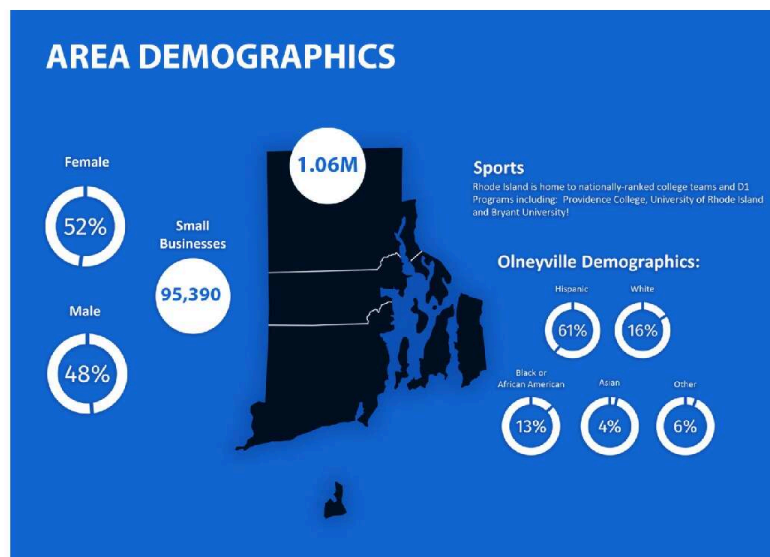 AREA DEMOGRAPHICS
Female
52%
Male
48%
Small
Businesses
95,390
1.06M
Sports
Rhode Island is home to nationally-ranked college teams and D1
Programs including: Providence College, University of Rhode Island
and Bryant University!
Olneyville Demographics:
Hispanic
61%
White
16%
Black or
African American
13%
Asian
4%
Other
6%